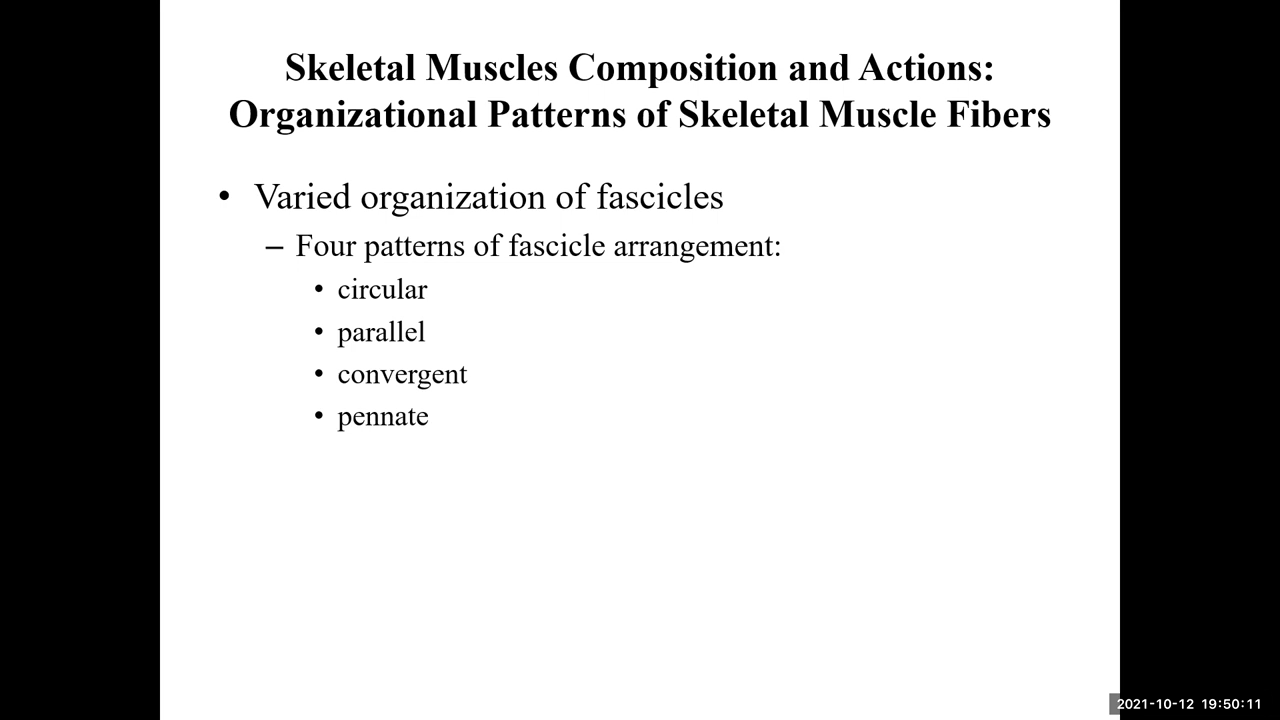 Skeletal Muscles Composition and Actions:
Organizational Patterns of Skeletal Muscle Fibers
• Varied organization of fascicles
– Four patterns of fascicle arrangement:
• circular
• parallel
• convergent
• pennate
2021-10-12 19:50:11